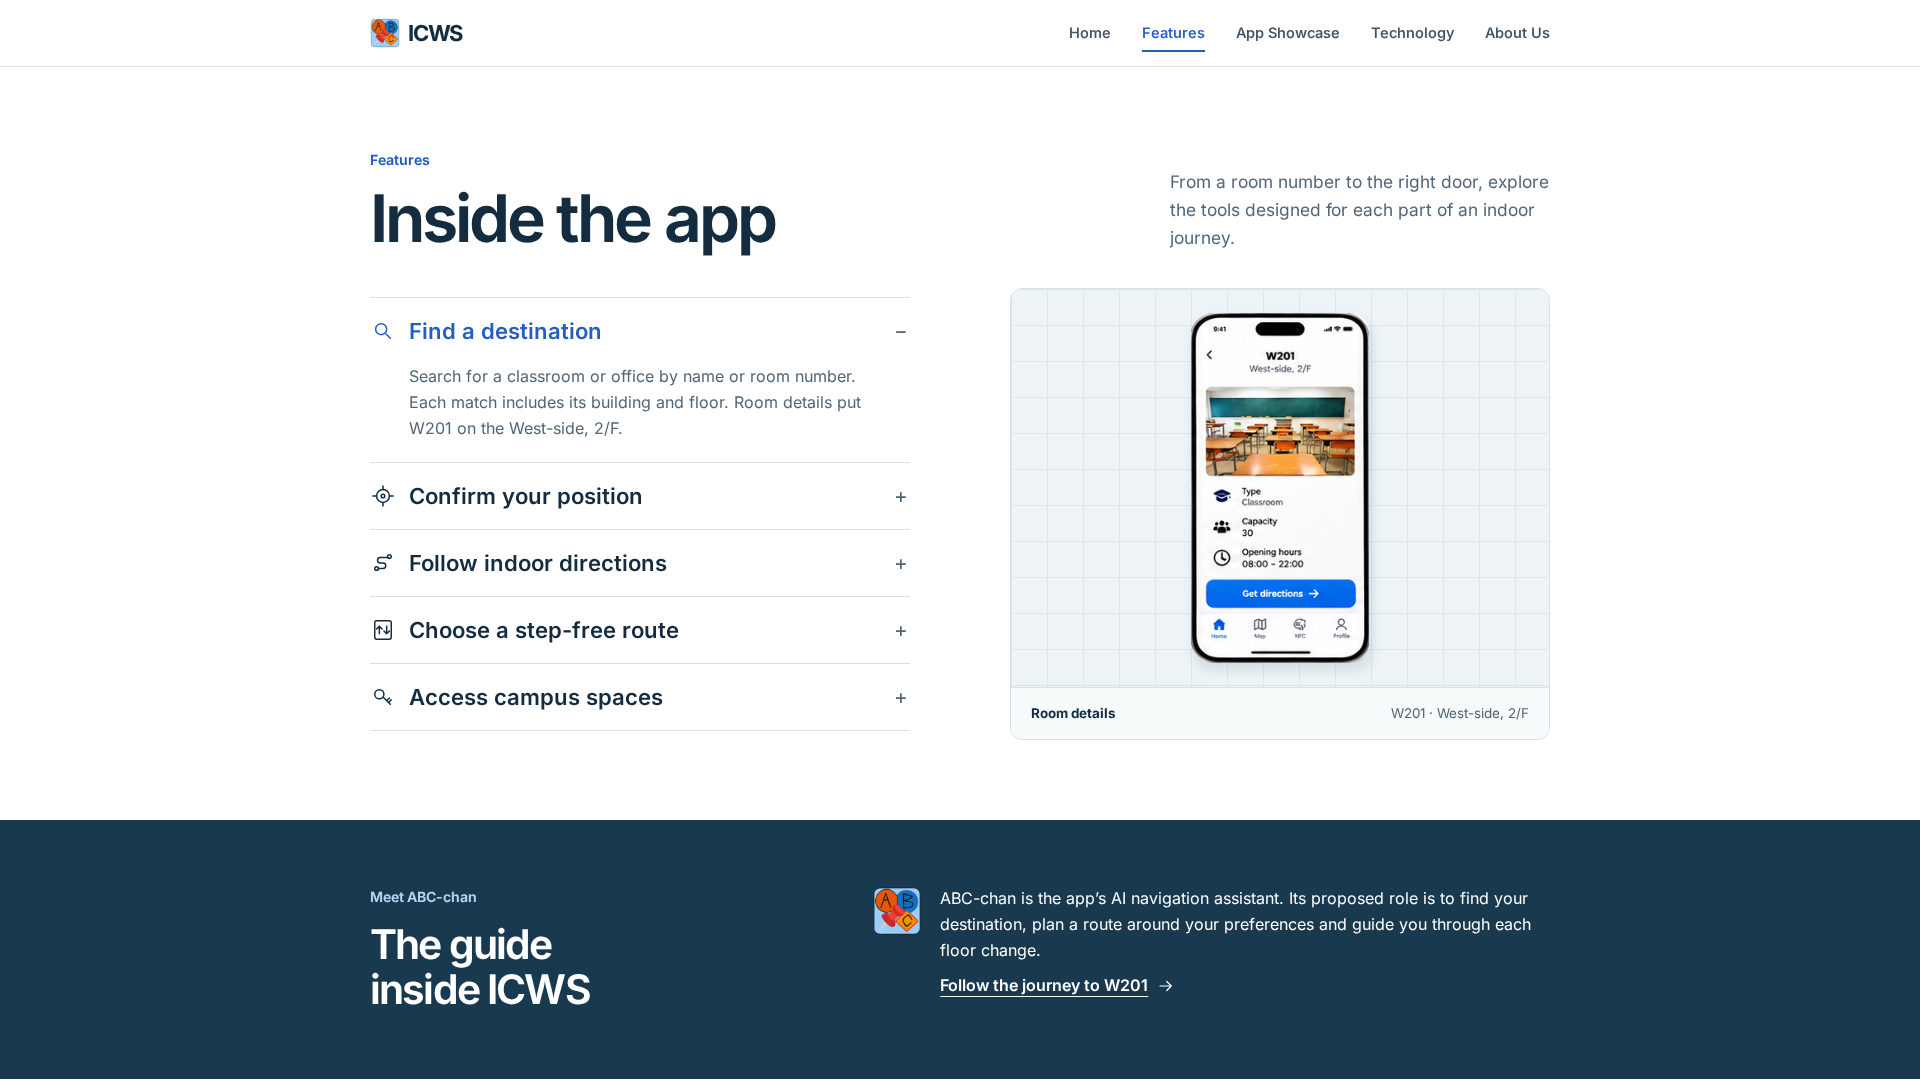 ABC
ICWS
Home
Features
App Showcase
Technology
About Us
Features
Inside the app
From a room number to the right door, explore
the tools designed for each part of an indoor
journey.
Find a destination
−
Search for a classroom or office by name or room number.
Each match includes its building and floor. Room details put
W201 on the West-side, 2/F.
Confirm your position
+
Follow indoor directions
+
Choose a step-free route
+
Access campus spaces
+
9:41
W201
West-side, 2/F
Type
Classroom
Capacity
30
Opening hours
08:00 – 22:00
Get directions →
Home
Map
NFC
Profile
Room details
W201 · West-side, 2/F
Meet ABC-chan
The guide
inside ICWS
ABC
ABC-chan is the app’s AI navigation assistant. Its proposed role is to find your
destination, plan a route around your preferences and guide you through each
floor change.
Follow the journey to W201 →